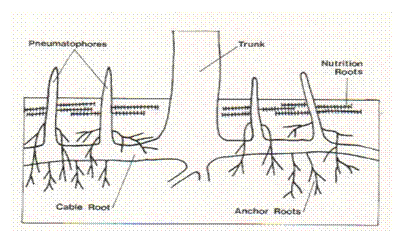 Pneumatophores
Trunk
Nutrition
Roots
Cable Root
Anchor Roots